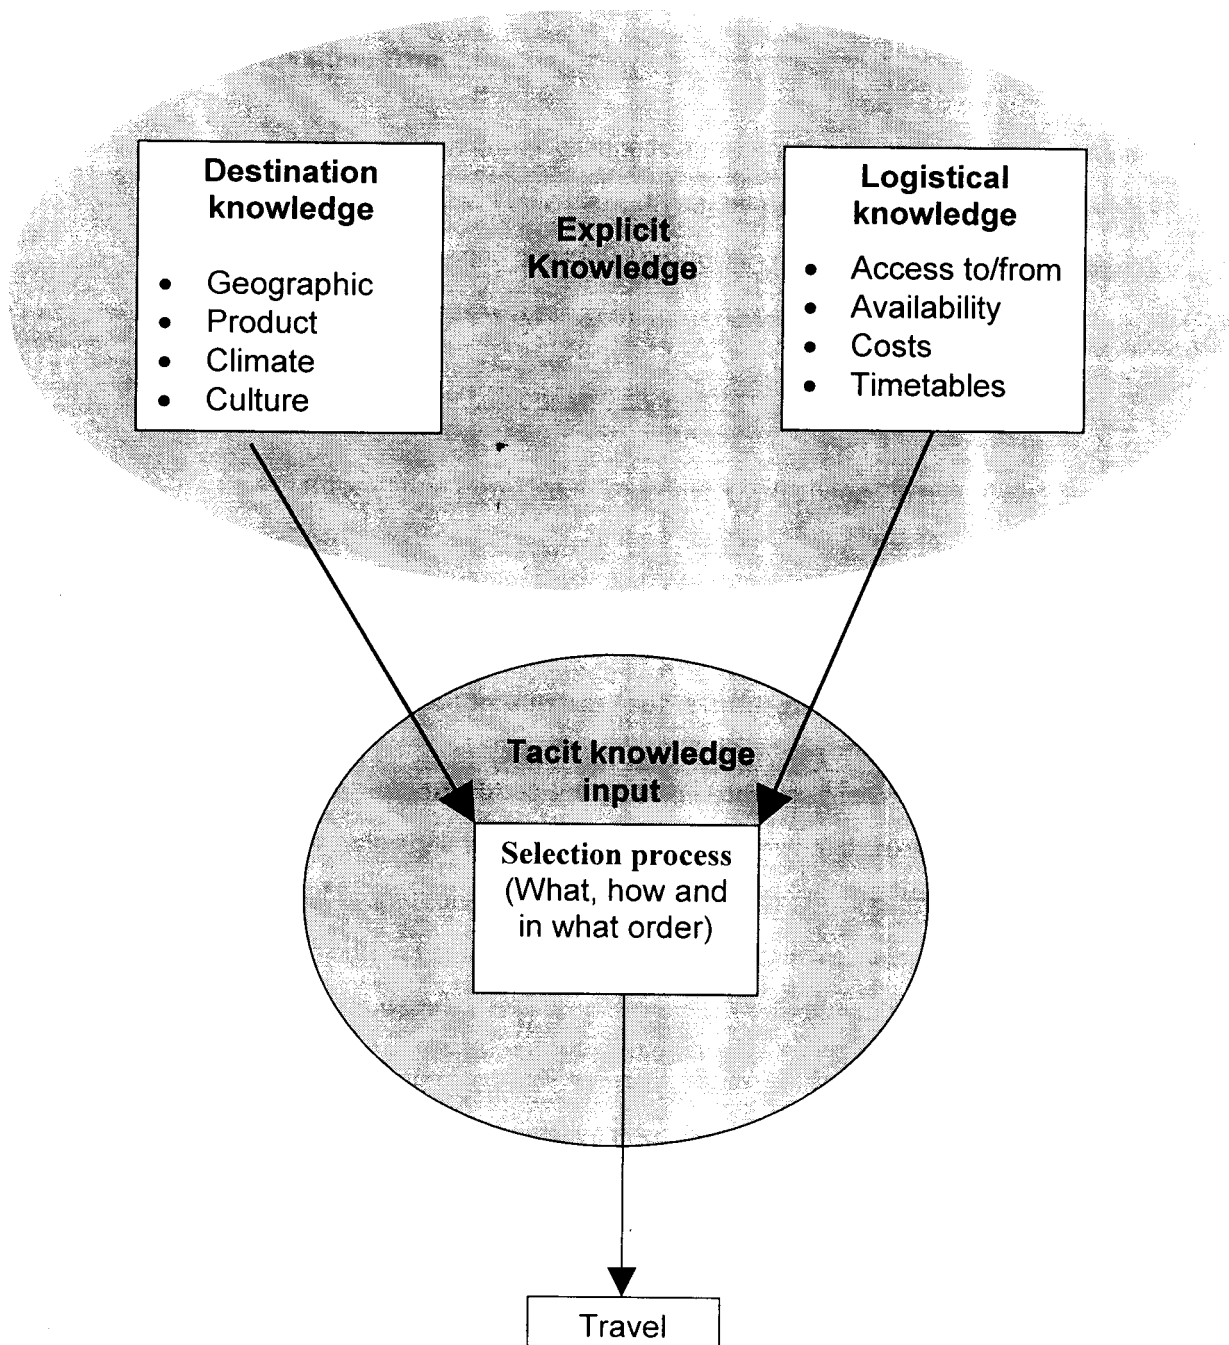 Destination
knowledge
• Geographic
• Product
• Climate
• Culture
Explicit
Knowledge
Logistical
knowledge
• Access to/from
• Availability
• Costs
• Timetables
Tacit knowledge
input
Selection process
(What, how and
in what order)
Travel